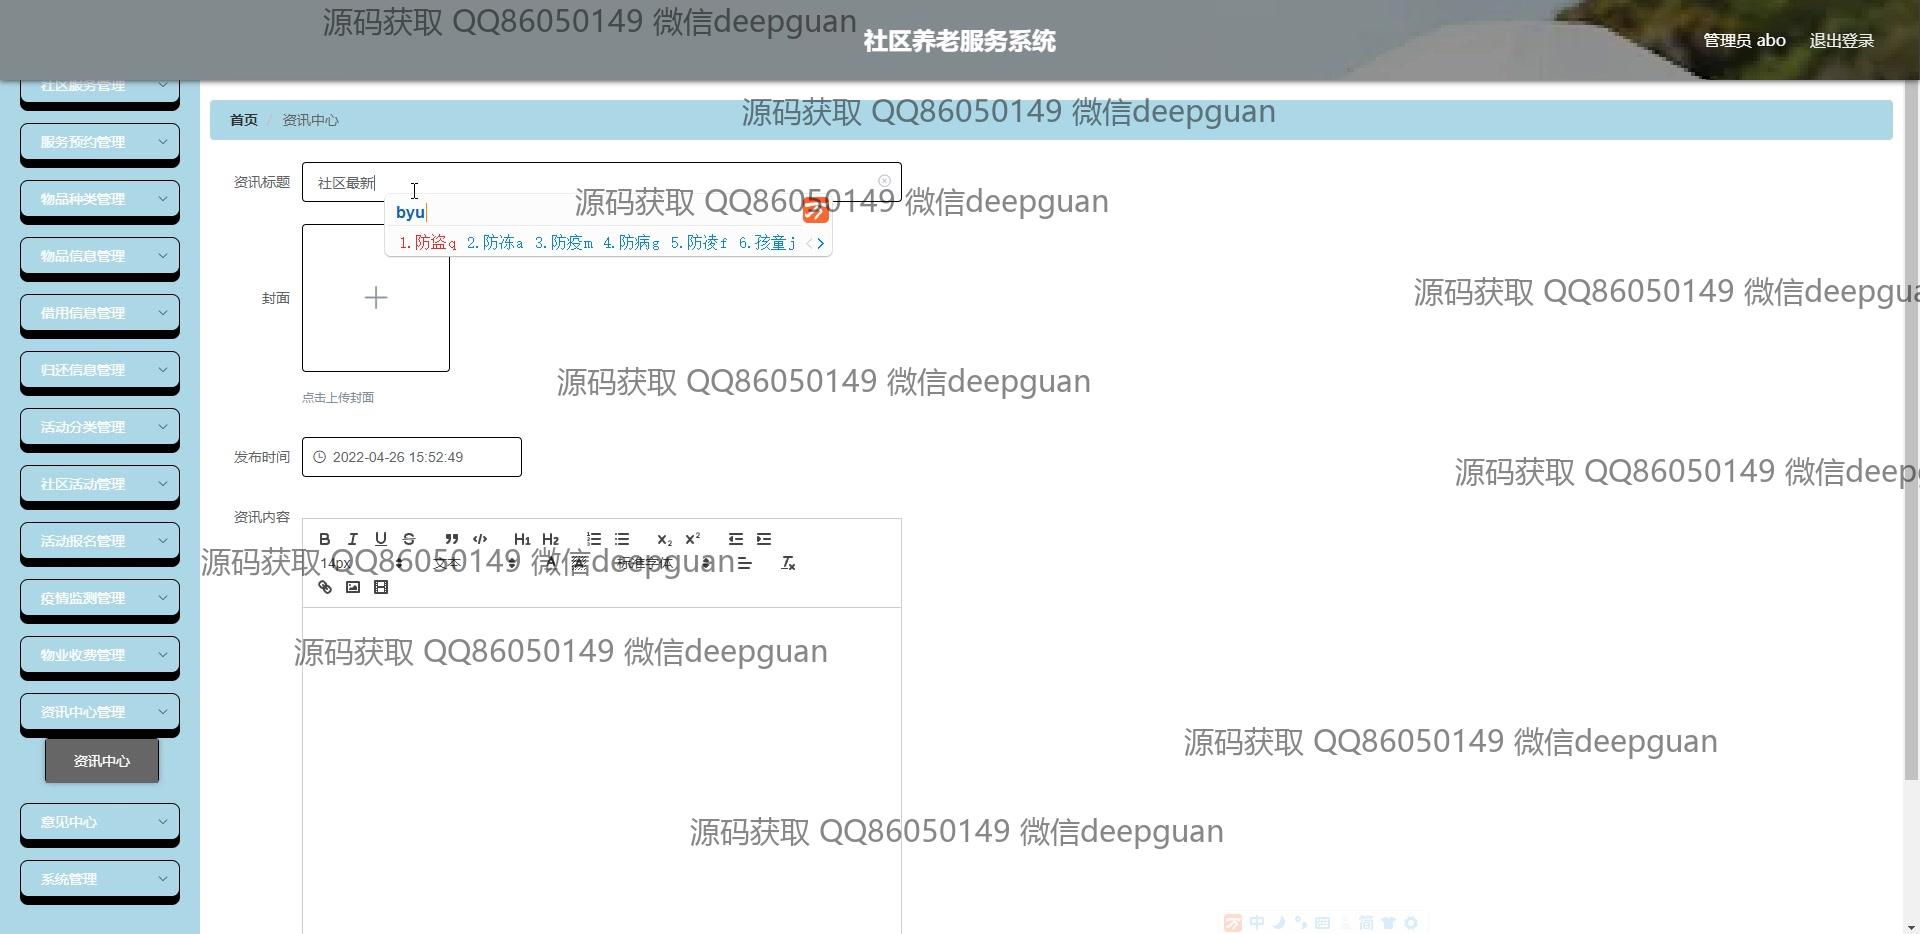 源码获取 QQ86050149 微信deepguan
社区养老服务系统
管理员 abo
退出登录
社区服务管理
服务预约管理
物品种类管理
物品信息管理
借用信息管理
归还信息管理
活动分类管理
社区活动管理
活动报名管理
疫情监测管理
物业收费管理
资讯中心管理
资讯中心
意见中心
系统管理
首页 / 资讯中心
源码获取 QQ86050149 微信deepguan
资讯标题
社区最新
源码获取 QQ86050149 微信deepguan
byu
1.防盗q 2.防冻a 3.防疫m 4.防病g 5.防凌f 6.孩童j
封面
源码获取 QQ86050149 微信deepgua
源码获取 QQ86050149 微信deepguan
点击上传封面
发布时间
2022-04-26 15:52:49
源码获取 QQ86050149 微信deepg
资讯内容
B I U S H1 H2 X₂ X²
14px 文本 A 标准字体 Tx
源码获取 QQ86050149 微信deepguan
源码获取 QQ86050149 微信deepguan
源码获取 QQ86050149 微信deepguan
源码获取 QQ86050149 微信deepguan
中 简